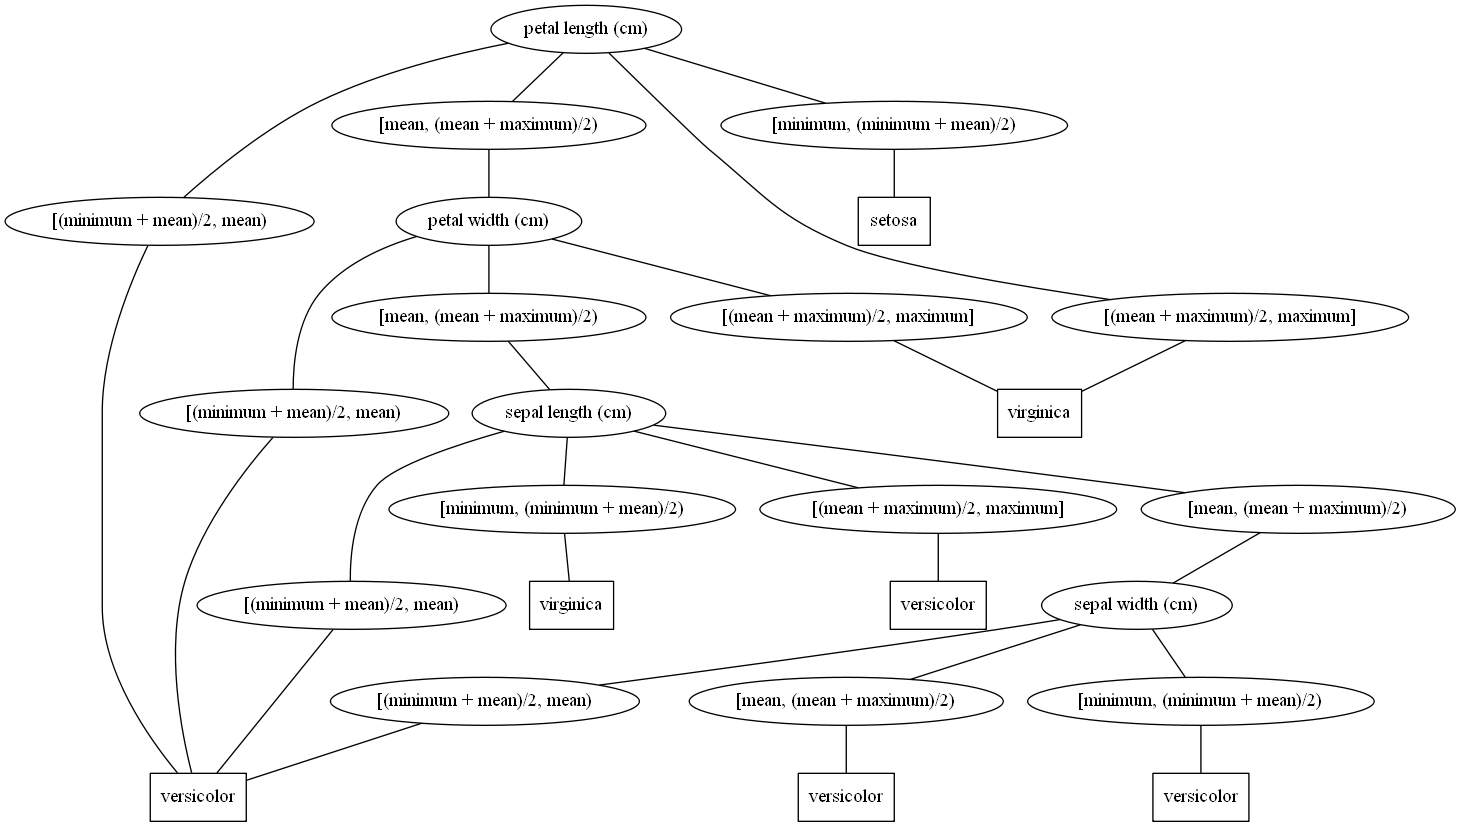 petal length (cm)
[mean, (mean + maximum)/2)
[minimum, (minimum + mean)/2)
[(minimum + mean)/2, mean)
petal width (cm)
setosa
[mean, (mean + maximum)/2)
[(mean + maximum)/2, maximum]
[(mean + maximum)/2, maximum]
[(minimum + mean)/2, mean)
sepal length (cm)
virginica
[minimum, (minimum + mean)/2)
[(mean + maximum)/2, maximum]
[mean, (mean + maximum)/2)
[(minimum + mean)/2, mean)
virginica
versicolor
sepal width (cm)
[(minimum + mean)/2, mean)
[mean, (mean + maximum)/2)
[minimum, (minimum + mean)/2)
versicolor
versicolor
versicolor